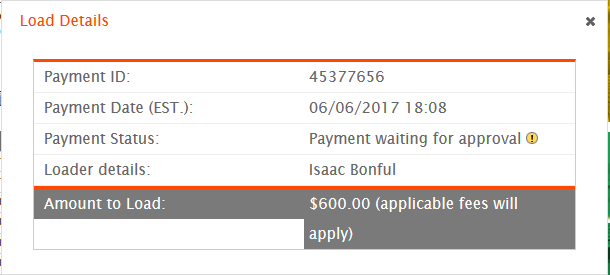 Load Details
Payment ID: 45377656
Payment Date (EST.): 06/06/2017 18:08
Payment Status: Payment waiting for approval
Loader details: Isaac Bonful
Amount to Load: $600.00 (applicable fees will
apply)